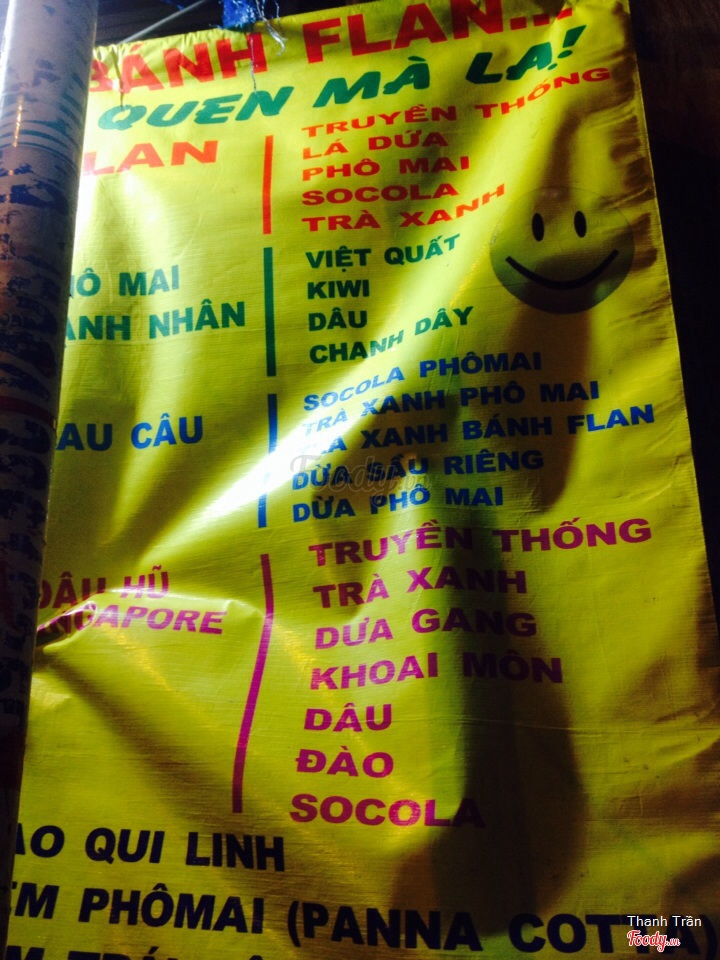 BÁNH FLAN...
QUEN MÀ LẠ!
LAN
TRUYỀN THỐNG
LÁ DỨA
PHÔ MAI
SOCOLA
TRÀ XANH
Ô MAI
ANH NHÂN
VIỆT QUẤT
KIWI
DÂU
CHANH DÂY
AU CÂU
SOCOLA PHÔMAI
TRÀ XANH PHÔ MAI
XANH BÁNH FLAN
DỪA SẦU RIÊNG
DỪA PHÔ MAI
ĐẬU HŨ
NGAPORE
TRUYỀN THỐNG
TRÀ XANH
DƯA GANG
KHOAI MÔN
DÂU
ĐÀO
SOCOLA
AO QUI LINH
EM PHÔMAI (PANNA COTTA)
Thanh Trần
Foody.vn